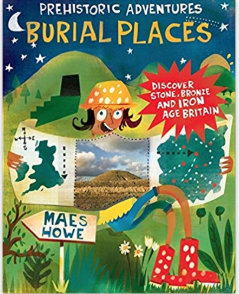 PREHISTORIC ADVENTURES
BURIAL PLACES
DISCOVER
STONE, BRONZE
AND IRON
AGE BRITAIN
MAES
HOWE